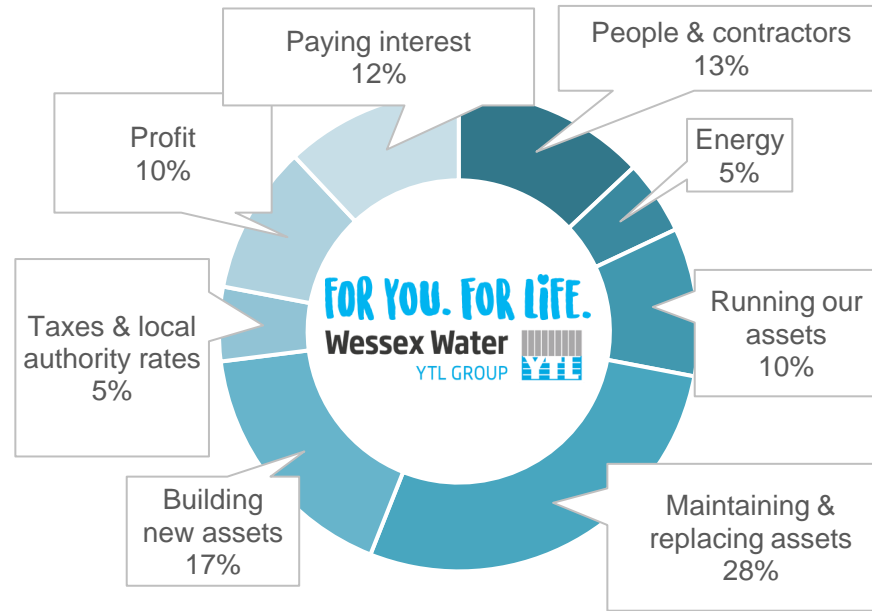 Paying interest
12%
People & contractors
13%
Profit
10%
Energy
5%
FOR YOU. FOR LiFE.
Wessex Water
YTL GROUP
YTL
Taxes & local
authority rates
5%
Running our
assets
10%
Building
new assets
17%
Maintaining &
replacing assets
28%